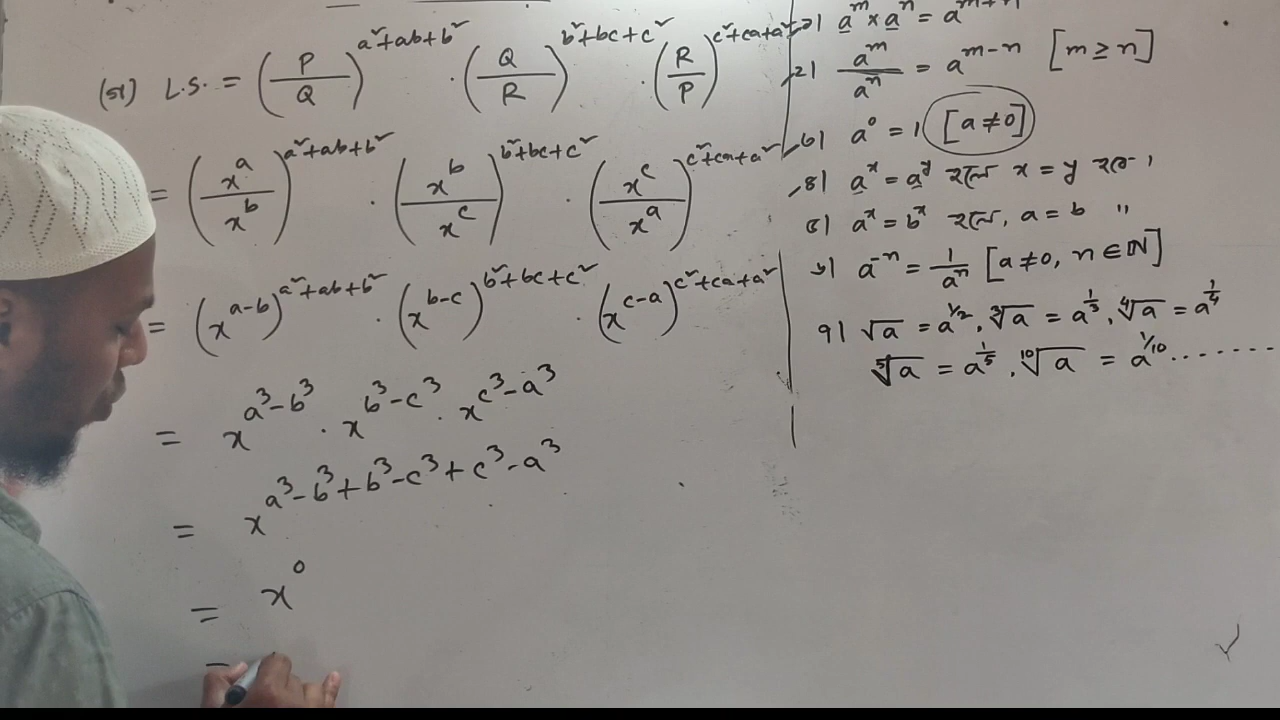 (গ) L.S. = (P/Q)^(a²+ab+b²) · (Q/R)^(b²+bc+c²) · (R/P)^(c²+ca+a²)
= (x^a/x^b)^(a²+ab+b²) · (x^b/x^c)^(b²+bc+c²) · (x^c/x^a)^(c²+ca+a²)
= (x^(a-b))^(a²+ab+b²) · (x^(b-c))^(b²+bc+c²) · (x^(c-a))^(c²+ca+a²)
= x^(a³-b³) · x^(b³-c³) · x^(c³-a³)
= x^(a³-b³+b³-c³+c³-a³)
= x⁰
=
১) a^m × a^n = a^(m+n)
২) a^m/a^n = a^(m-n) [m ≥ n]
৩) a⁰ = 1 [a ≠ 0]
৪) a^x = a^y হলে x = y হবে।
৫) a^x = b^x হলে, a = b "
৬) a^(-n) = 1/a^n [a ≠ 0, n ∈ ℕ]
৭) √a = a^(1/2), ∛a = a^(1/3), ∜a = a^(1/4)
⁵√a = a^(1/5), ¹⁰√a = a^(1/10) ........